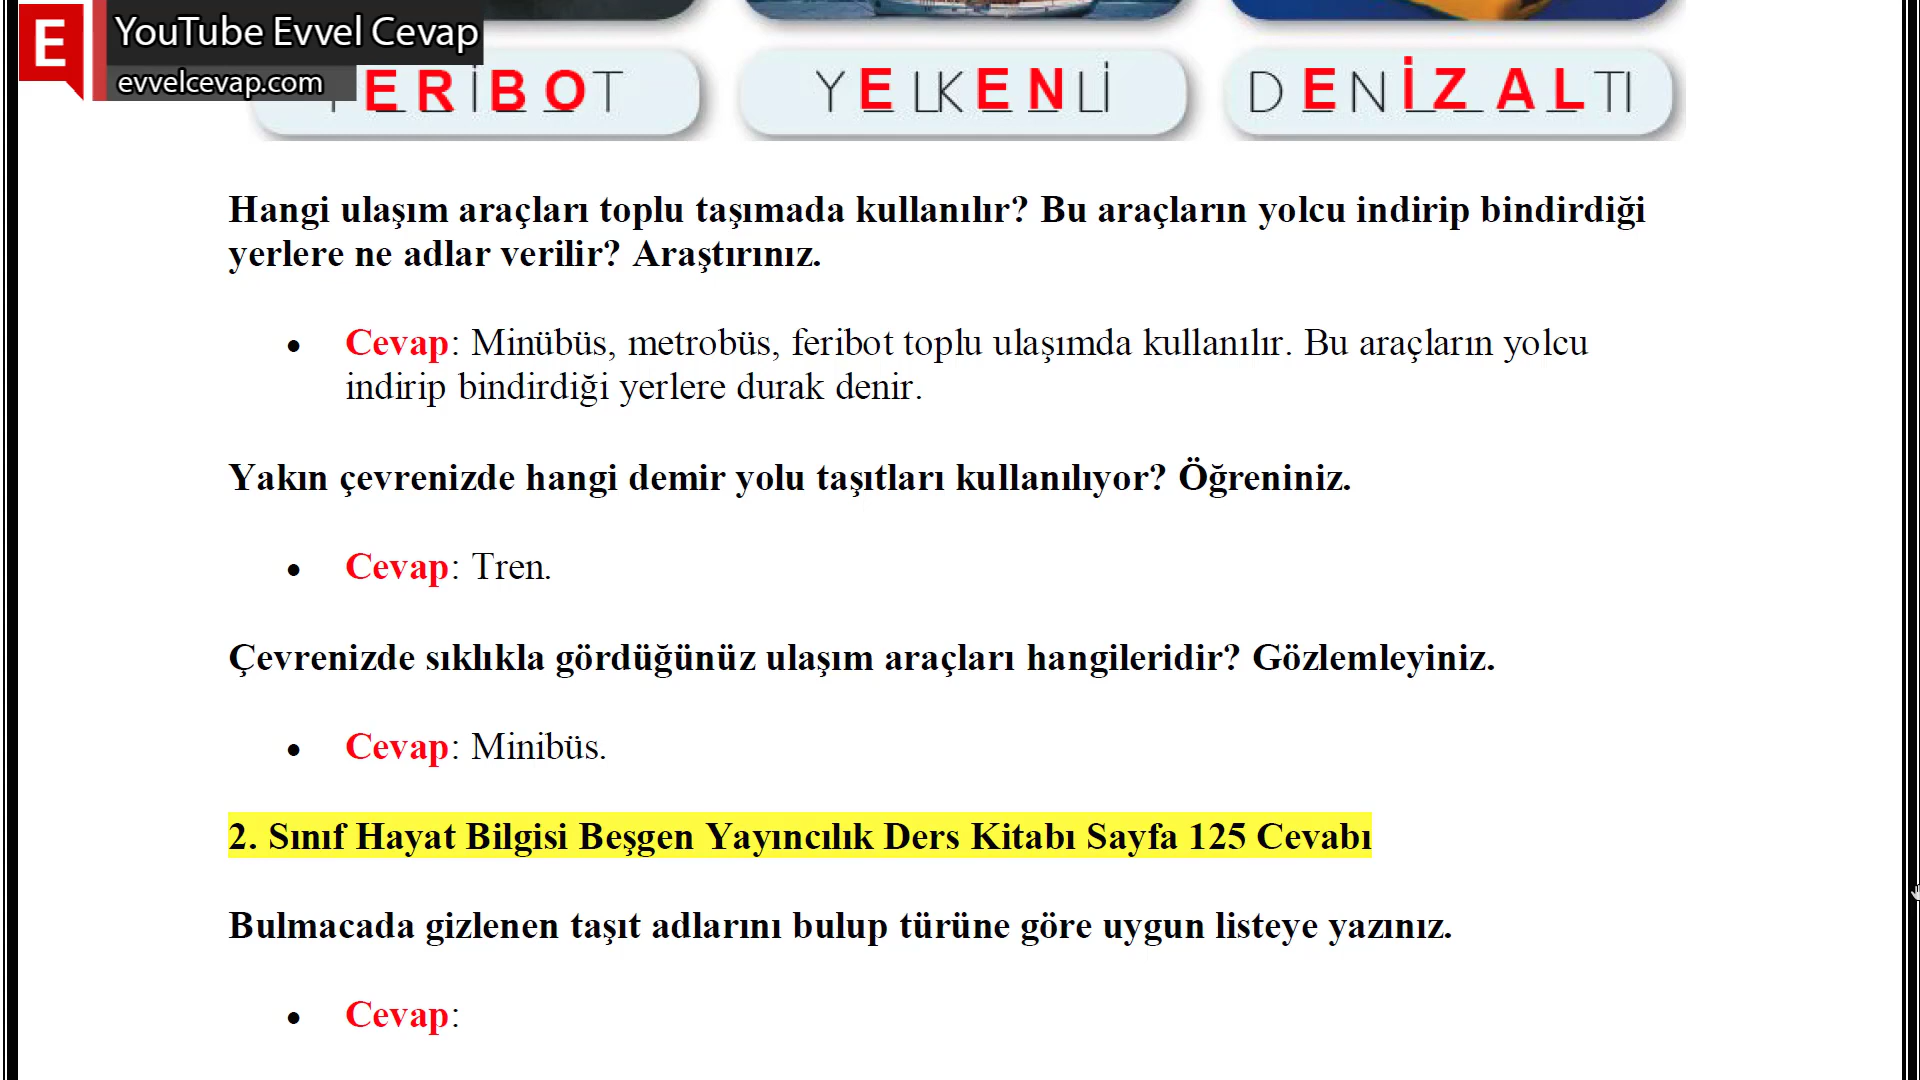 YouTube Evvel Cevap
evvelcevap.com
ERİBOT
YELKENLİ
DENİZALTI
Hangi ulaşım araçları toplu taşımada kullanılır? Bu araçların yolcu indirip bindirdiği
yerlere ne adlar verilir? Araştırınız.
• Cevap: Minübüs, metrobüs, feribot toplu ulaşımda kullanılır. Bu araçların yolcu
indirip bindirdiği yerlere durak denir.
Yakın çevrenizde hangi demir yolu taşıtları kullanılıyor? Öğreniniz.
• Cevap: Tren.
Çevrenizde sıklıkla gördüğünüz ulaşım araçları hangileridir? Gözlemleyiniz.
• Cevap: Minibüs.
2. Sınıf Hayat Bilgisi Beşgen Yayıncılık Ders Kitabı Sayfa 125 Cevabı
Bulmacada gizlenen taşıt adlarını bulup türüne göre uygun listeye yazınız.
• Cevap: